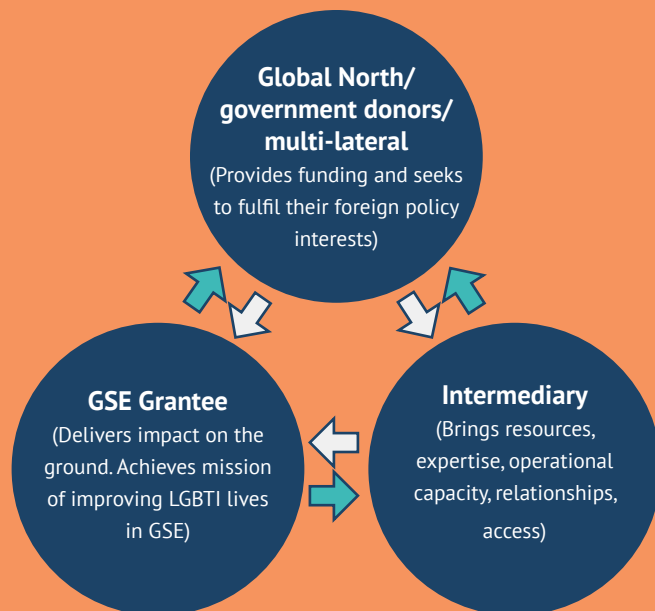 Global North/
government donors/
multi-lateral
(Provides funding and seeks
to fulfil their foreign policy
interests)
GSE Grantee
(Delivers impact on the
ground. Achieves mission
of improving LGBTI lives
in GSE)
Intermediary
(Brings resources,
expertise, operational
capacity, relationships,
access)